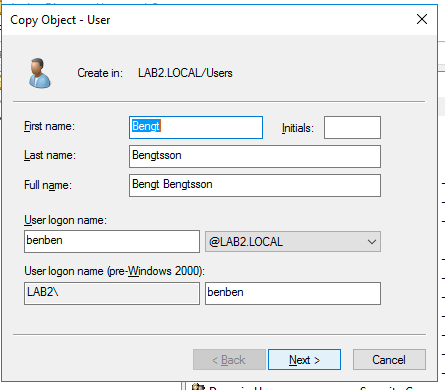 Copy Object - User
Create in: LAB2.LOCAL/Users
First name: Bengt Initials:
Last name: Bengtsson
Full name: Bengt Bengtsson
User logon name:
benben @LAB2.LOCAL
User logon name (pre-Windows 2000):
LAB2\ benben
< Back Next > Cancel